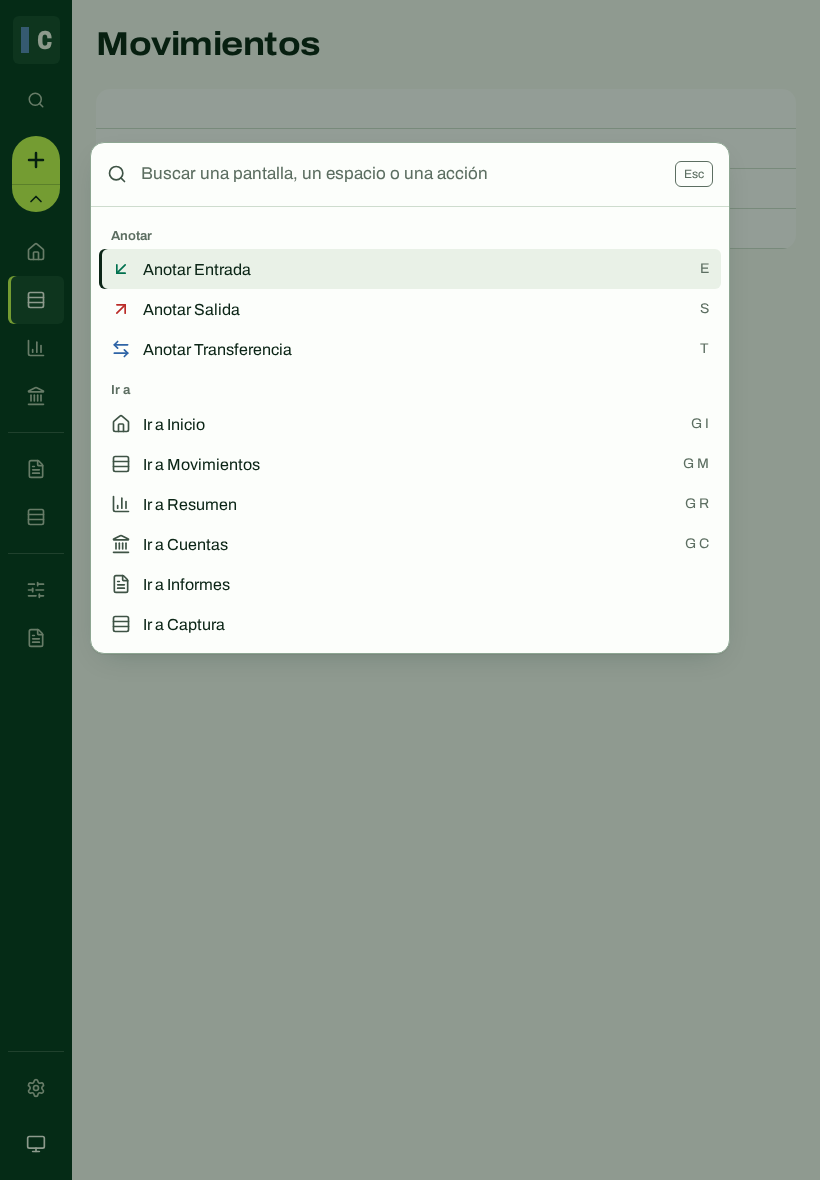 C
Movimientos
Buscar una pantalla, un espacio o una acción
Esc
Anotar
Anotar Entrada E
Anotar Salida S
Anotar Transferencia T
Ir a
Ir a Inicio G I
Ir a Movimientos G M
Ir a Resumen G R
Ir a Cuentas G C
Ir a Informes
Ir a Captura